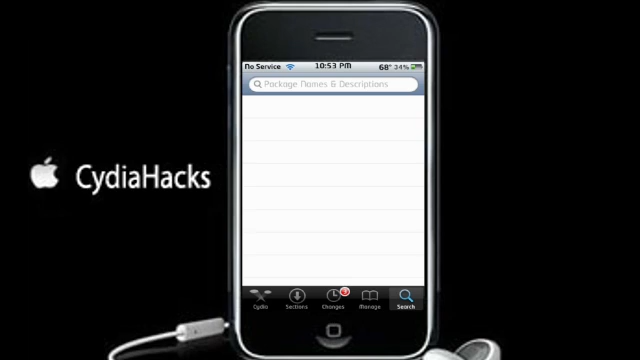 No Service 10:53 PM 68° 34%
Package Names & Descriptions
CydiaHacks
Cydia Sections Changes Manage Search